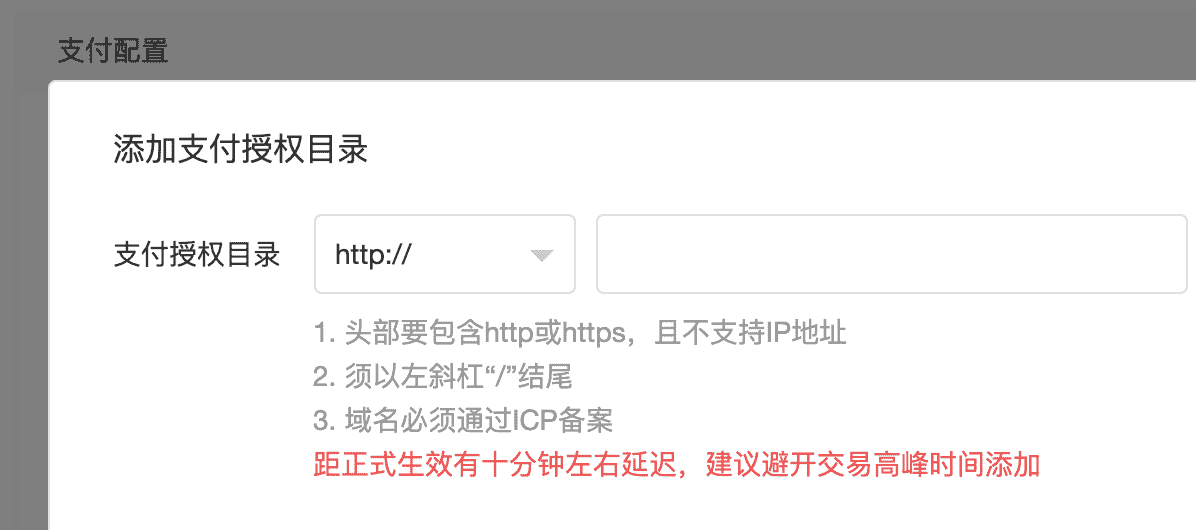 支付配置
添加支付授权目录
支付授权目录 http://
1. 头部要包含http或https，且不支持IP地址
2. 须以左斜杠“/”结尾
3. 域名必须通过ICP备案
距正式生效有十分钟左右延迟，建议避开交易高峰时间添加